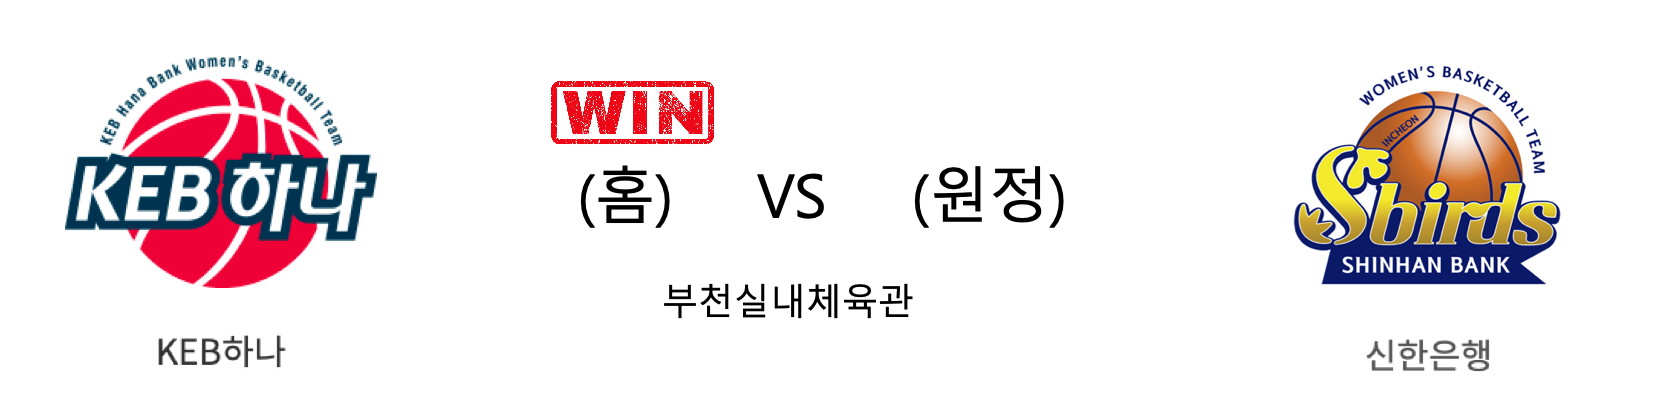 KEB Hana Bank Women's Basketball Team
KEB하나
KEB하나
WIN
(홈) VS (원정)
부천실내체육관
WOMEN'S BASKETBALL TEAM
INCHEON
Sbirds
SHINHAN BANK
신한은행